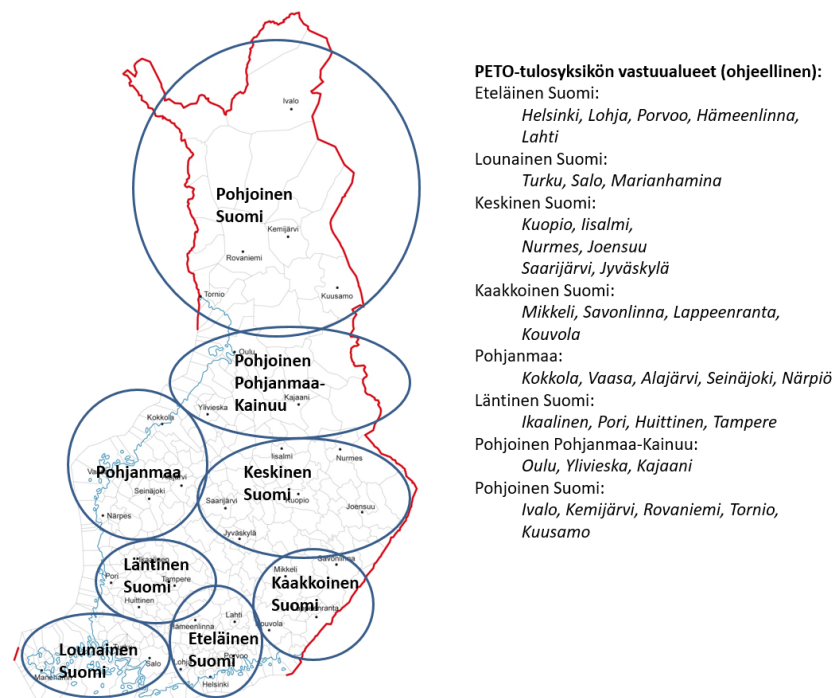 Ivalo
Pohjoinen
Suomi
Kemijärvi
Rovaniemi
Tornio
Kuusamo
Oulu
Pohjoinen
Pohjanmaa-
Kainuu
Kajaani
Ylivieska
Kokkola
Iisalmi
Nurmes
Pohjanmaa
Keskinen
Suomi
Seinäjoki
Saarijärvi
Kuopio
Joensuu
Närpes
Jyväskylä
Läntinen
Suomi
Pori
Tampere
Huittinen
Savonlinna
Mikkeli
Kaakkoinen
Suomi
Lahti
Hämeenlinna
Eteläinen
Suomi
Lounainen
Suomi
Salo
Porvoo
Helsinki
PETO-tulosyksikön vastuualueet (ohjeellinen):
Eteläinen Suomi:
Helsinki, Lohja, Porvoo, Hämeenlinna,
Lahti
Lounainen Suomi:
Turku, Salo, Marianhamina
Keskinen Suomi:
Kuopio, Iisalmi,
Nurmes, Joensuu
Saarijärvi, Jyväskylä
Kaakkoinen Suomi:
Mikkeli, Savonlinna, Lappeenranta,
Kouvola
Pohjanmaa:
Kokkola, Vaasa, Alajärvi, Seinäjoki, Närpiö
Läntinen Suomi:
Ikaalinen, Pori, Huittinen, Tampere
Pohjoinen Pohjanmaa-Kainuu:
Oulu, Ylivieska, Kajaani
Pohjoinen Suomi:
Ivalo, Kemijärvi, Rovaniemi, Tornio,
Kuusamo